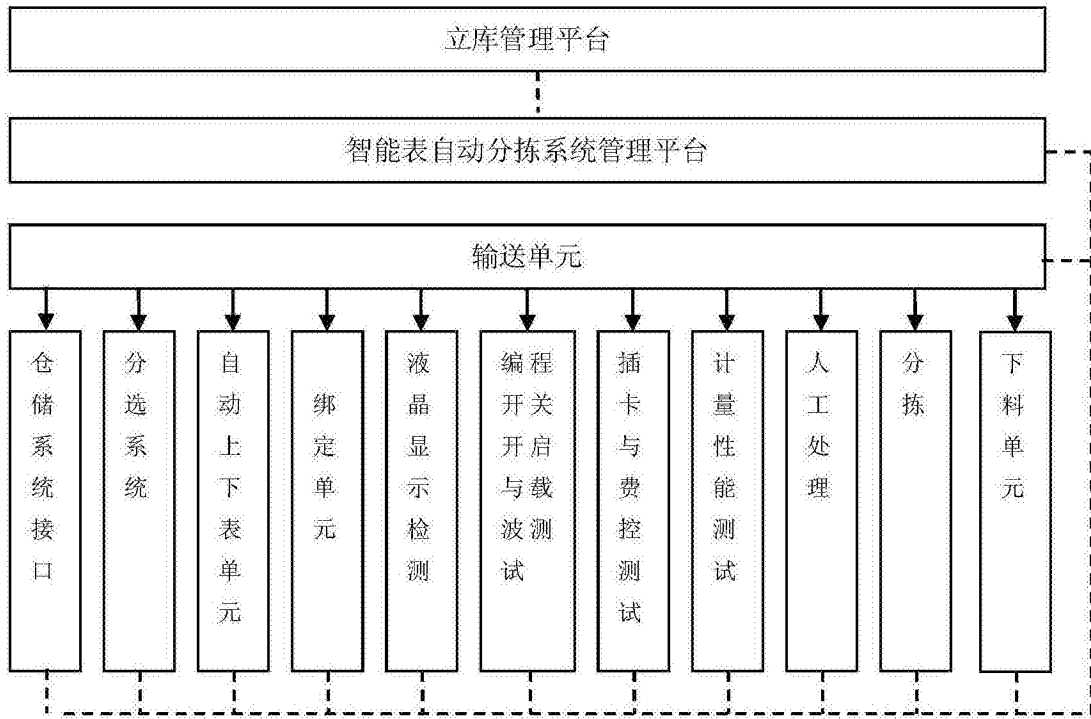 立库管理平台
智能表自动分拣系统管理平台
输送单元
仓储系统接口
分选系统
自动上下表单元
绑定单元
液晶显示检测
编程开关开启与载波测试
插卡与费控测试
计量性能测试
人工处理
分拣
下料单元